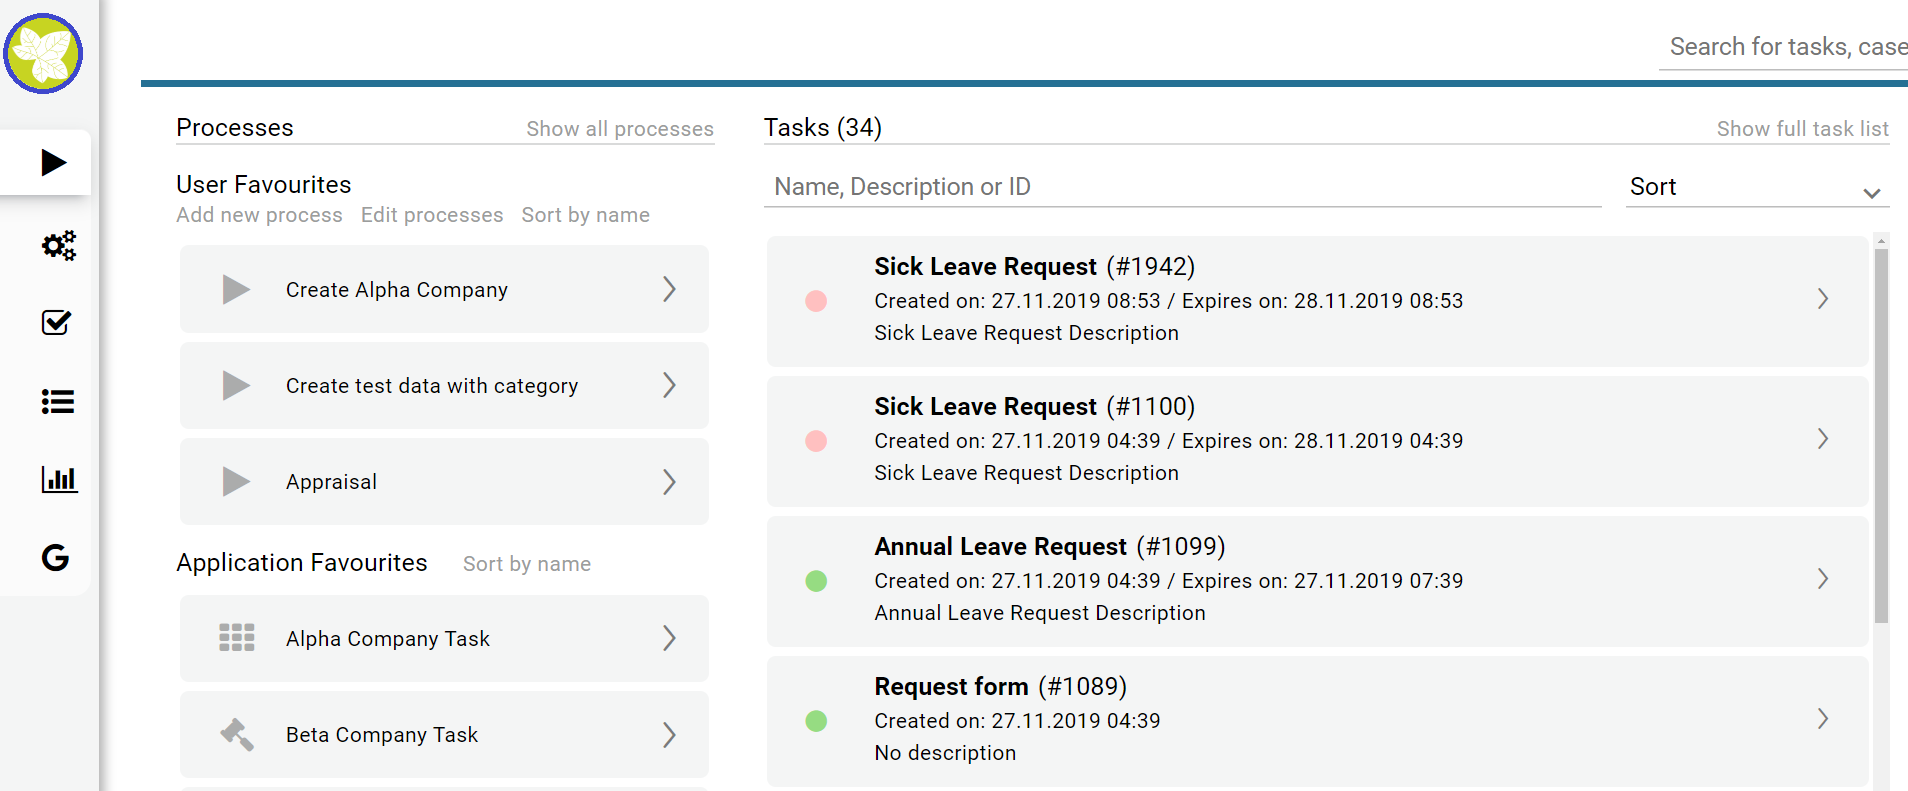 Search for tasks, case
Processes
Show all processes
User Favourites
Add new process Edit processes Sort by name
Create Alpha Company
Create test data with category
Appraisal
Application Favourites Sort by name
Alpha Company Task
Beta Company Task
Tasks (34)
Show full task list
Name, Description or ID
Sort
Sick Leave Request (#1942)
Created on: 27.11.2019 08:53 / Expires on: 28.11.2019 08:53
Sick Leave Request Description
Sick Leave Request (#1100)
Created on: 27.11.2019 04:39 / Expires on: 28.11.2019 04:39
Sick Leave Request Description
Annual Leave Request (#1099)
Created on: 27.11.2019 04:39 / Expires on: 27.11.2019 07:39
Annual Leave Request Description
Request form (#1089)
Created on: 27.11.2019 04:39
No description